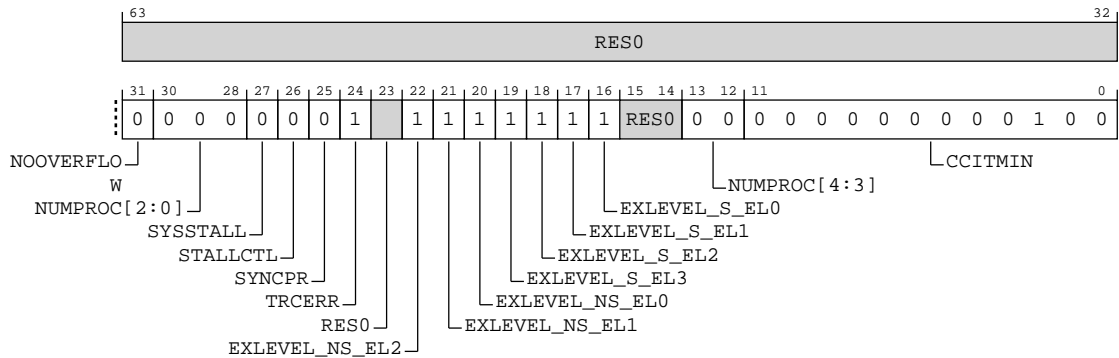 63 32
RES0
31 30 28 27 26 25 24 23 22 21 20 19 18 17 16 15 14 13 12 11 0
0 0 0 0 0 0 0 1 1 1 1 1 1 1 1 RES0 0 0 0 0 0 0 0 0 0 0 0 1 0 0
NOOVERFLO CCITMIN
W NUMPROC[4:3]
NUMPROC[2:0] EXLEVEL_S_EL0
SYSSTALL EXLEVEL_S_EL1
STALLCTL EXLEVEL_S_EL2
SYNCPR EXLEVEL_S_EL3
TRCERR EXLEVEL_NS_EL0
RES0 EXLEVEL_NS_EL1
EXLEVEL_NS_EL2